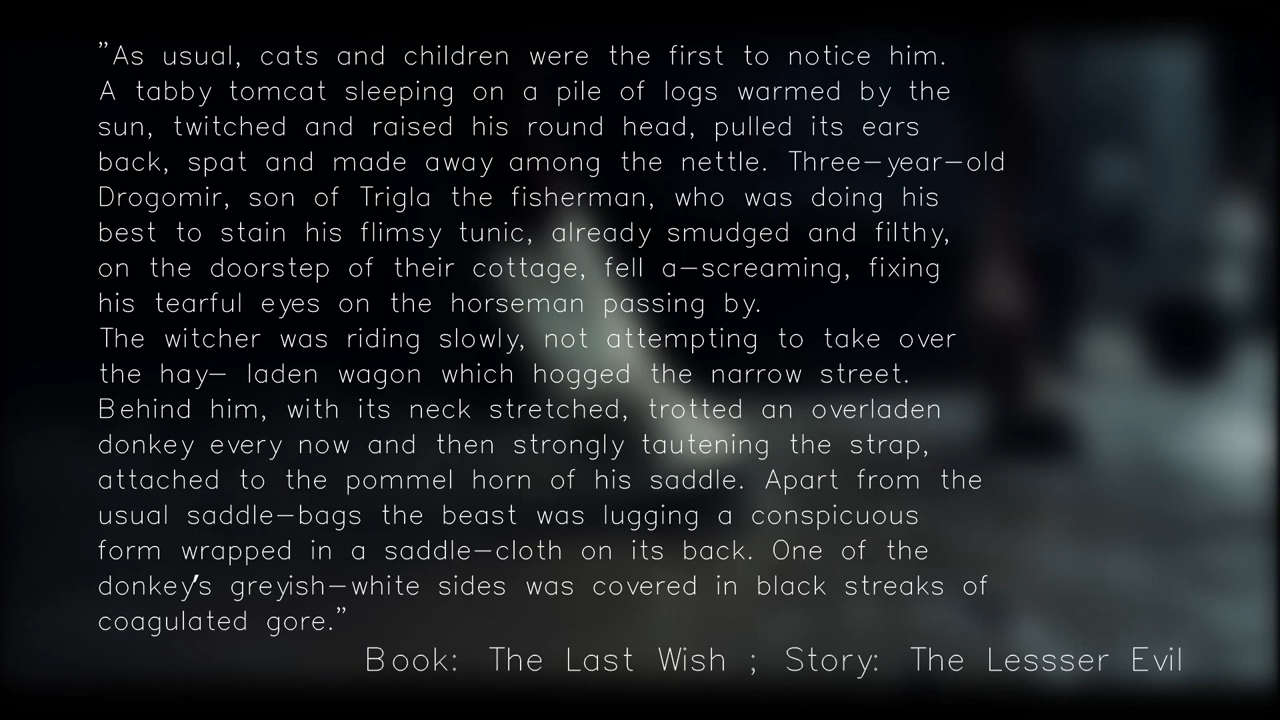 ”As usual, cats and children were the first to notice him.
A tabby tomcat sleeping on a pile of logs warmed by the
sun, twitched and raised his round head, pulled its ears
back, spat and made away among the nettle. Three–year–old
Drogomir, son of Trigla the fisherman, who was doing his
best to stain his flimsy tunic, already smudged and filthy,
on the doorstep of their cottage, fell a–screaming, fixing
his tearful eyes on the horseman passing by.
The witcher was riding slowly, not attempting to take over
the hay– laden wagon which hogged the narrow street.
Behind him, with its neck stretched, trotted an overladen
donkey every now and then strongly tautening the strap,
attached to the pommel horn of his saddle. Apart from the
usual saddle–bags the beast was lugging a conspicuous
form wrapped in a saddle–cloth on its back. One of the
donkey's greyish–white sides was covered in black streaks of
coagulated gore.”
Book: The Last Wish ; Story: The Lessser Evil